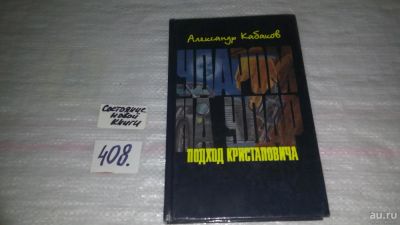 Александр Кабаков
УДАРОМ
НА УДАР
ПОДХОД КРИСТАПОВИЧА
Состояние
новой
книги
408.
au.ru